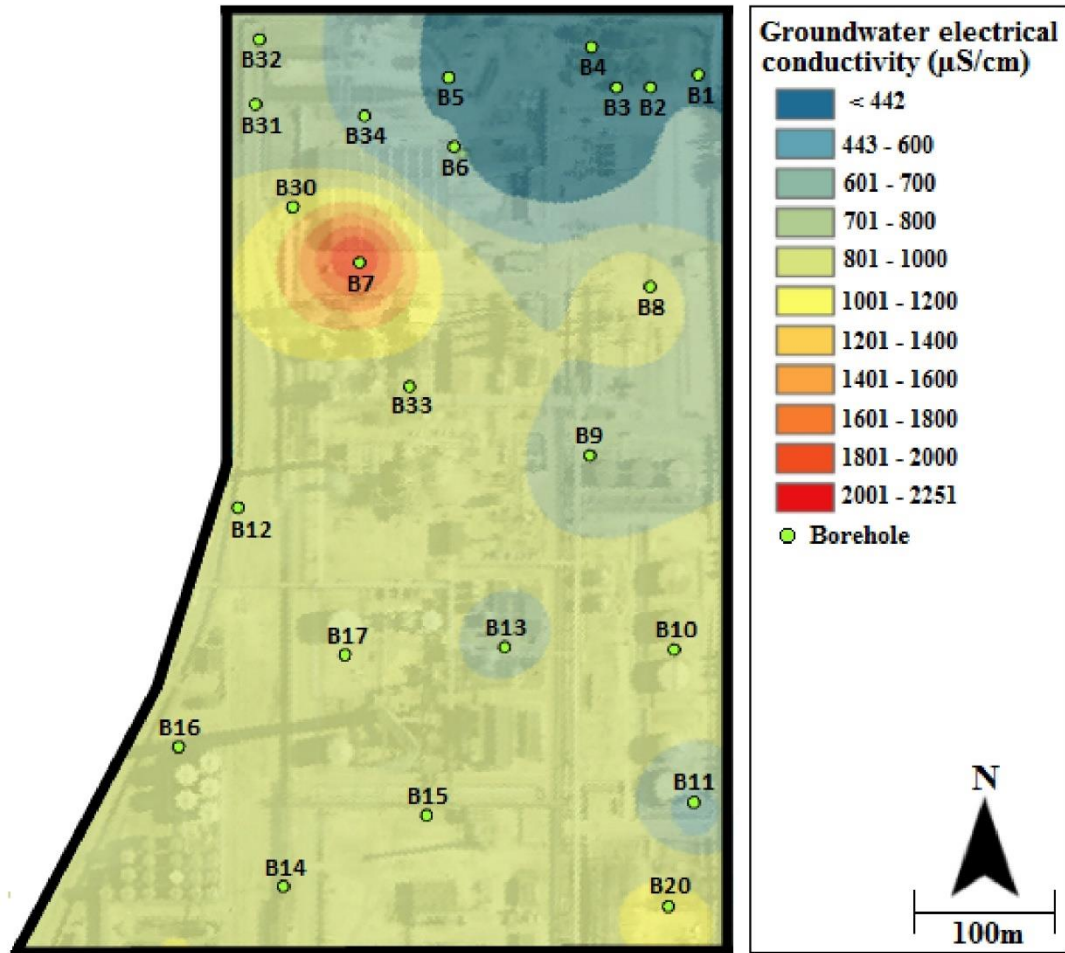 B32
B4
B5
B3
B2
B1
B31
B34
B6
B30
B7
B8
B33
B9
B12
B17
B13
B10
B16
B11
B15
B14
B20
Groundwater electrical
conductivity (µS/cm)
< 442
443 - 600
601 - 700
701 - 800
801 - 1000
1001 - 1200
1201 - 1400
1401 - 1600
1601 - 1800
1801 - 2000
2001 - 2251
Borehole
N
100m